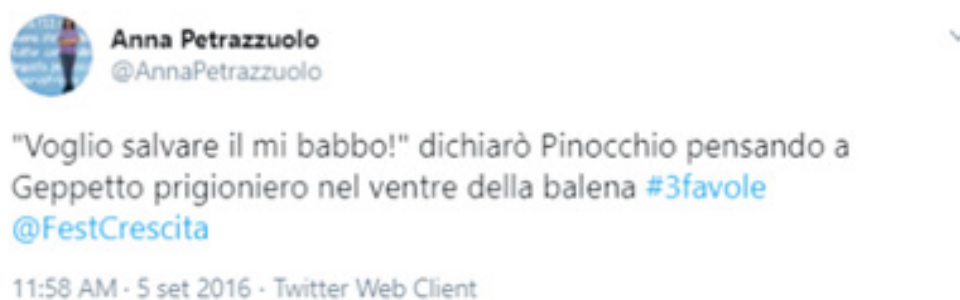 Anna Petrazzuolo
@AnnaPetrazzuolo
"Voglio salvare il mi babbo!" dichiarò Pinocchio pensando a
Geppetto prigioniero nel ventre della balena #3favole
@FestCrescita
11:58 AM · 5 set 2016 · Twitter Web Client